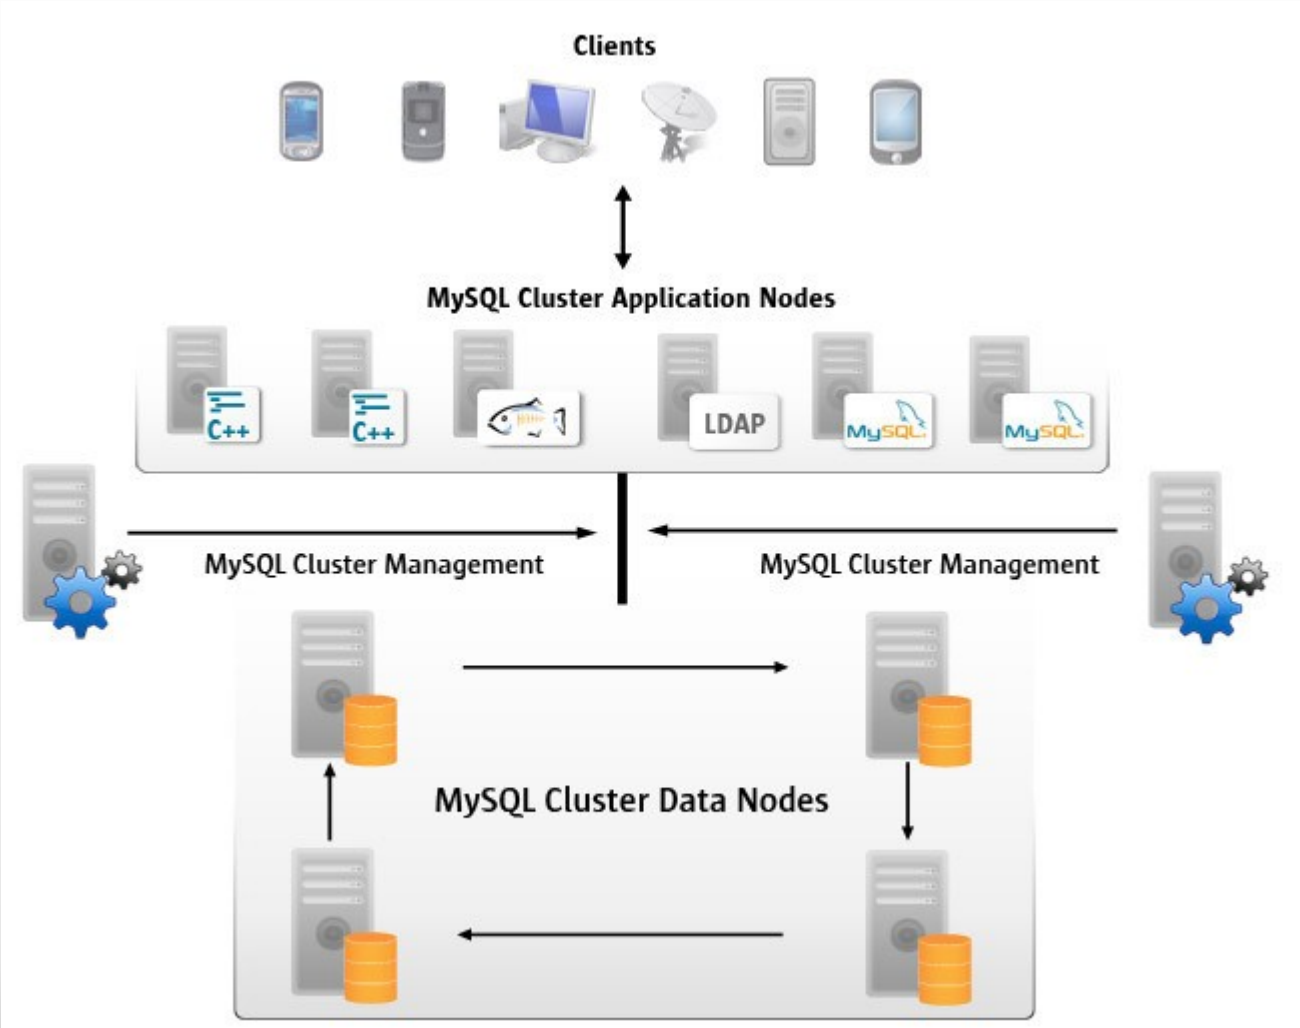 Clients
MySQL Cluster Application Nodes
C++
C++
LDAP
MySQL
MySQL
MySQL Cluster Management
MySQL Cluster Management
MySQL Cluster Data Nodes